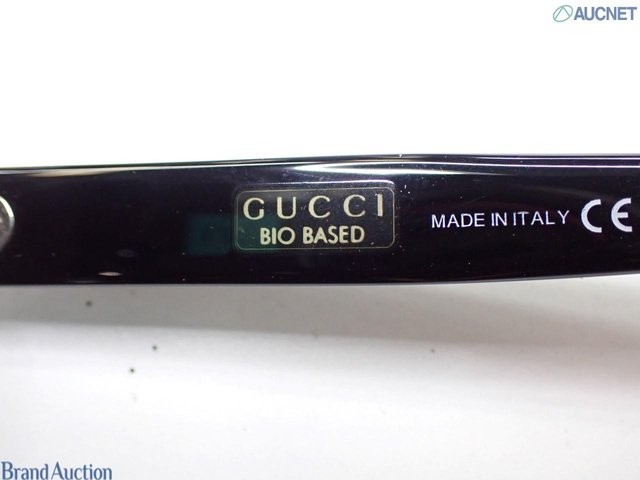 AUCNET
GUCCI
BIO BASED
MADE IN ITALY CE
Brand Auction